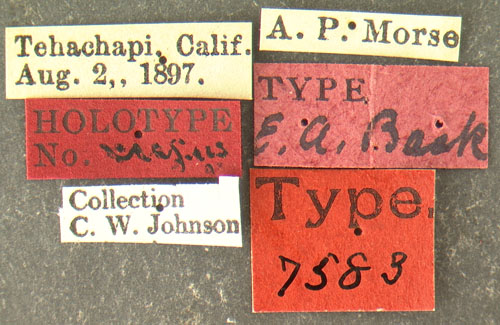 Tehachapi, Calif.
Aug. 2,, 1897.
A. P. Morse
HOLOTYPE
No.
TYPE
E. A. Back
Collection
C. W. Johnson
Type.
7583